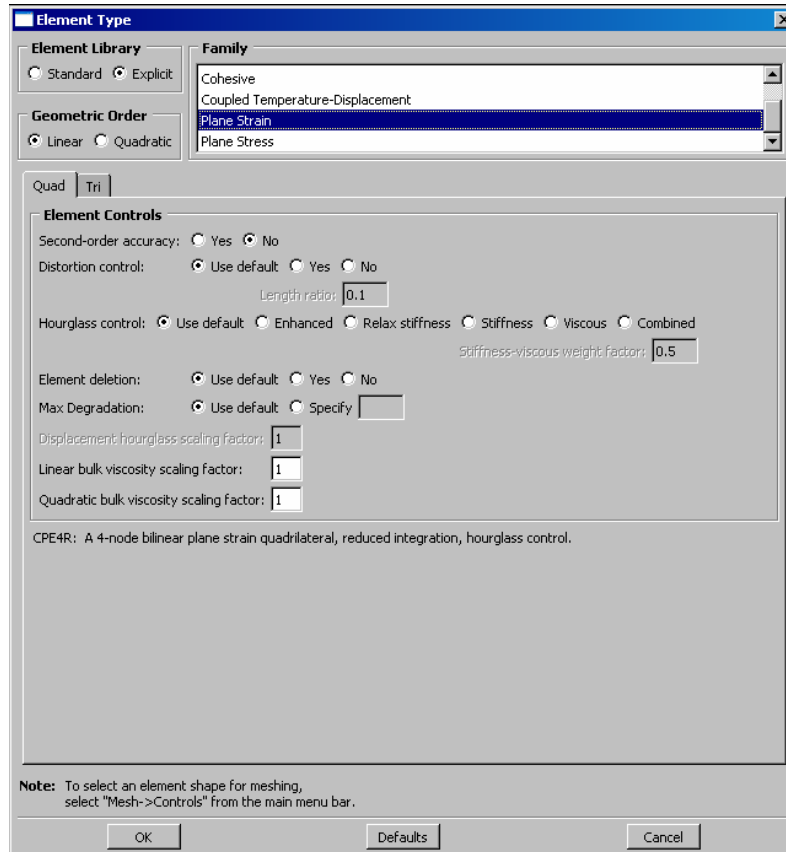 Element Type
Element Library
Family
Standard Explicit
Cohesive
Coupled Temperature-Displacement
Plane Strain
Plane Stress
Geometric Order
Linear Quadratic
Quad Tri
Element Controls
Second-order accuracy: Yes No
Distortion control: Use default Yes No
Length ratio: 0.1
Hourglass control: Use default Enhanced Relax stiffness Stiffness Viscous Combined
Stiffness-viscous weight factor: 0.5
Element deletion: Use default Yes No
Max Degradation: Use default Specify
Displacement hourglass scaling factor: 1
Linear bulk viscosity scaling factor: 1
Quadratic bulk viscosity scaling factor: 1
CPE4R: A 4-node bilinear plane strain quadrilateral, reduced integration, hourglass control.
Note: To select an element shape for meshing,
select "Mesh->Controls" from the main menu bar.
OK Defaults Cancel